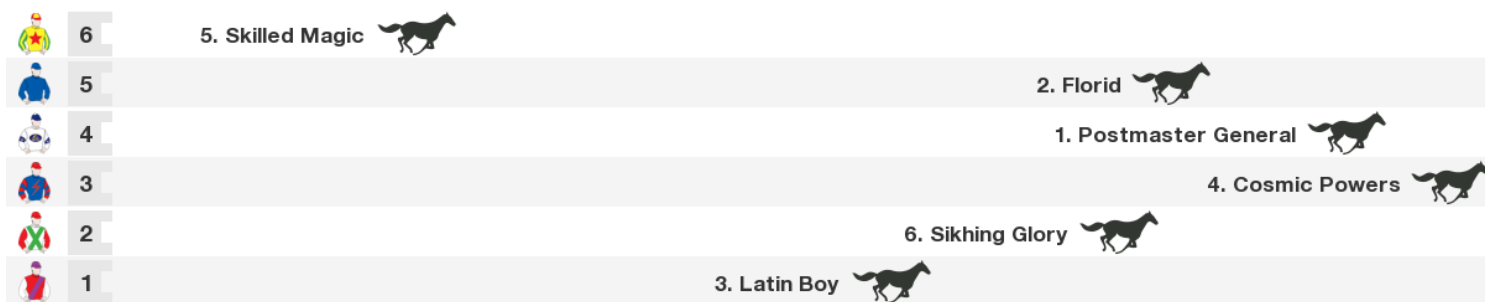 6 5. Skilled Magic
5 2. Florid
4 1. Postmaster General
3 4. Cosmic Powers
2 6. Sikhing Glory
1 3. Latin Boy